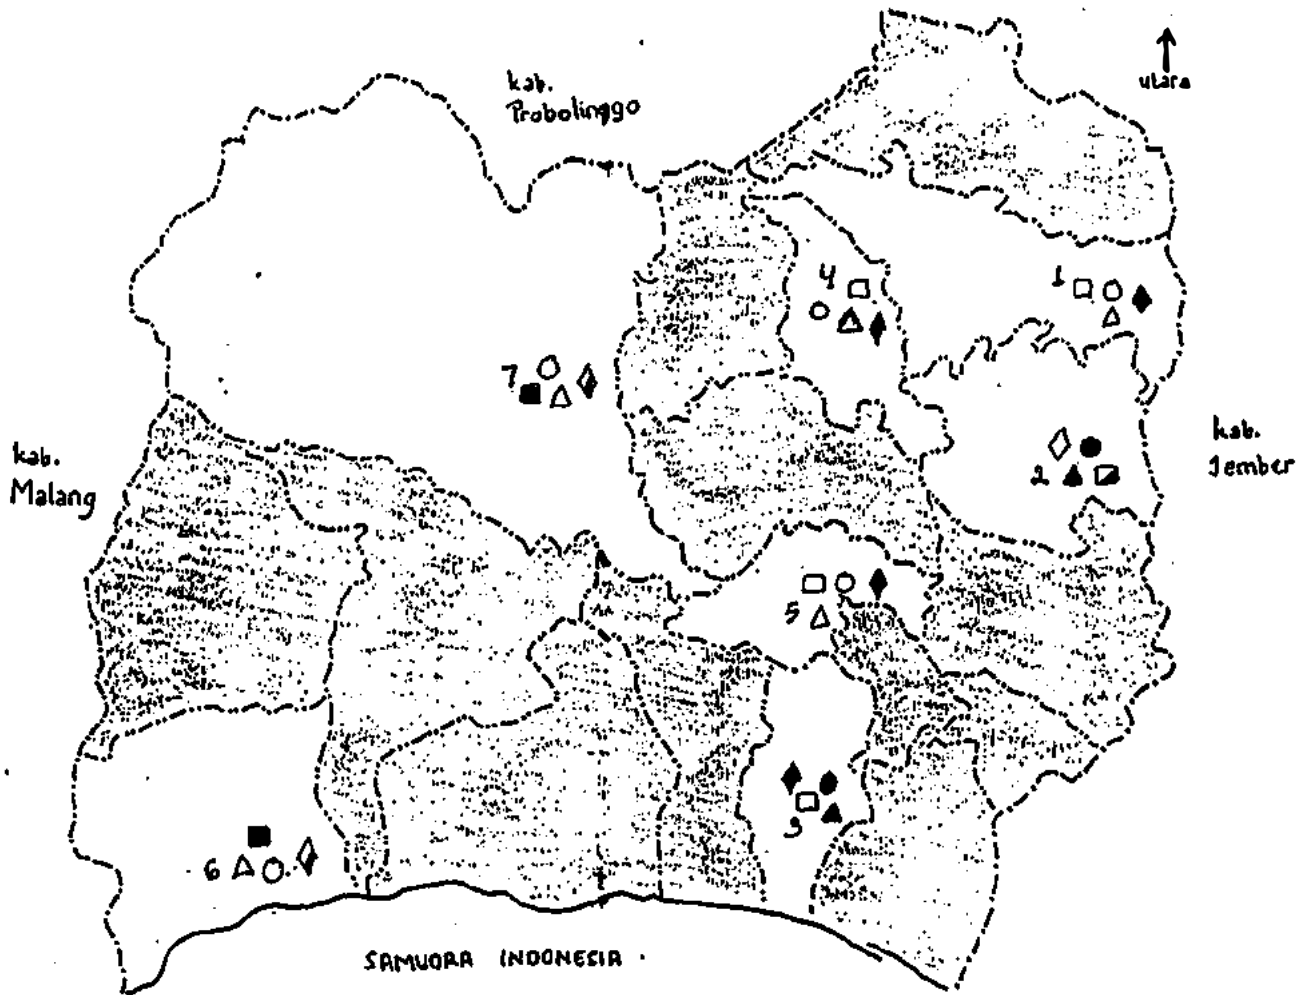 kab.
Probolinggo
utara
4
1
7
kab.
Malang
kab.
Jember
2
5
3
6
SAMUDRA INDONESIA